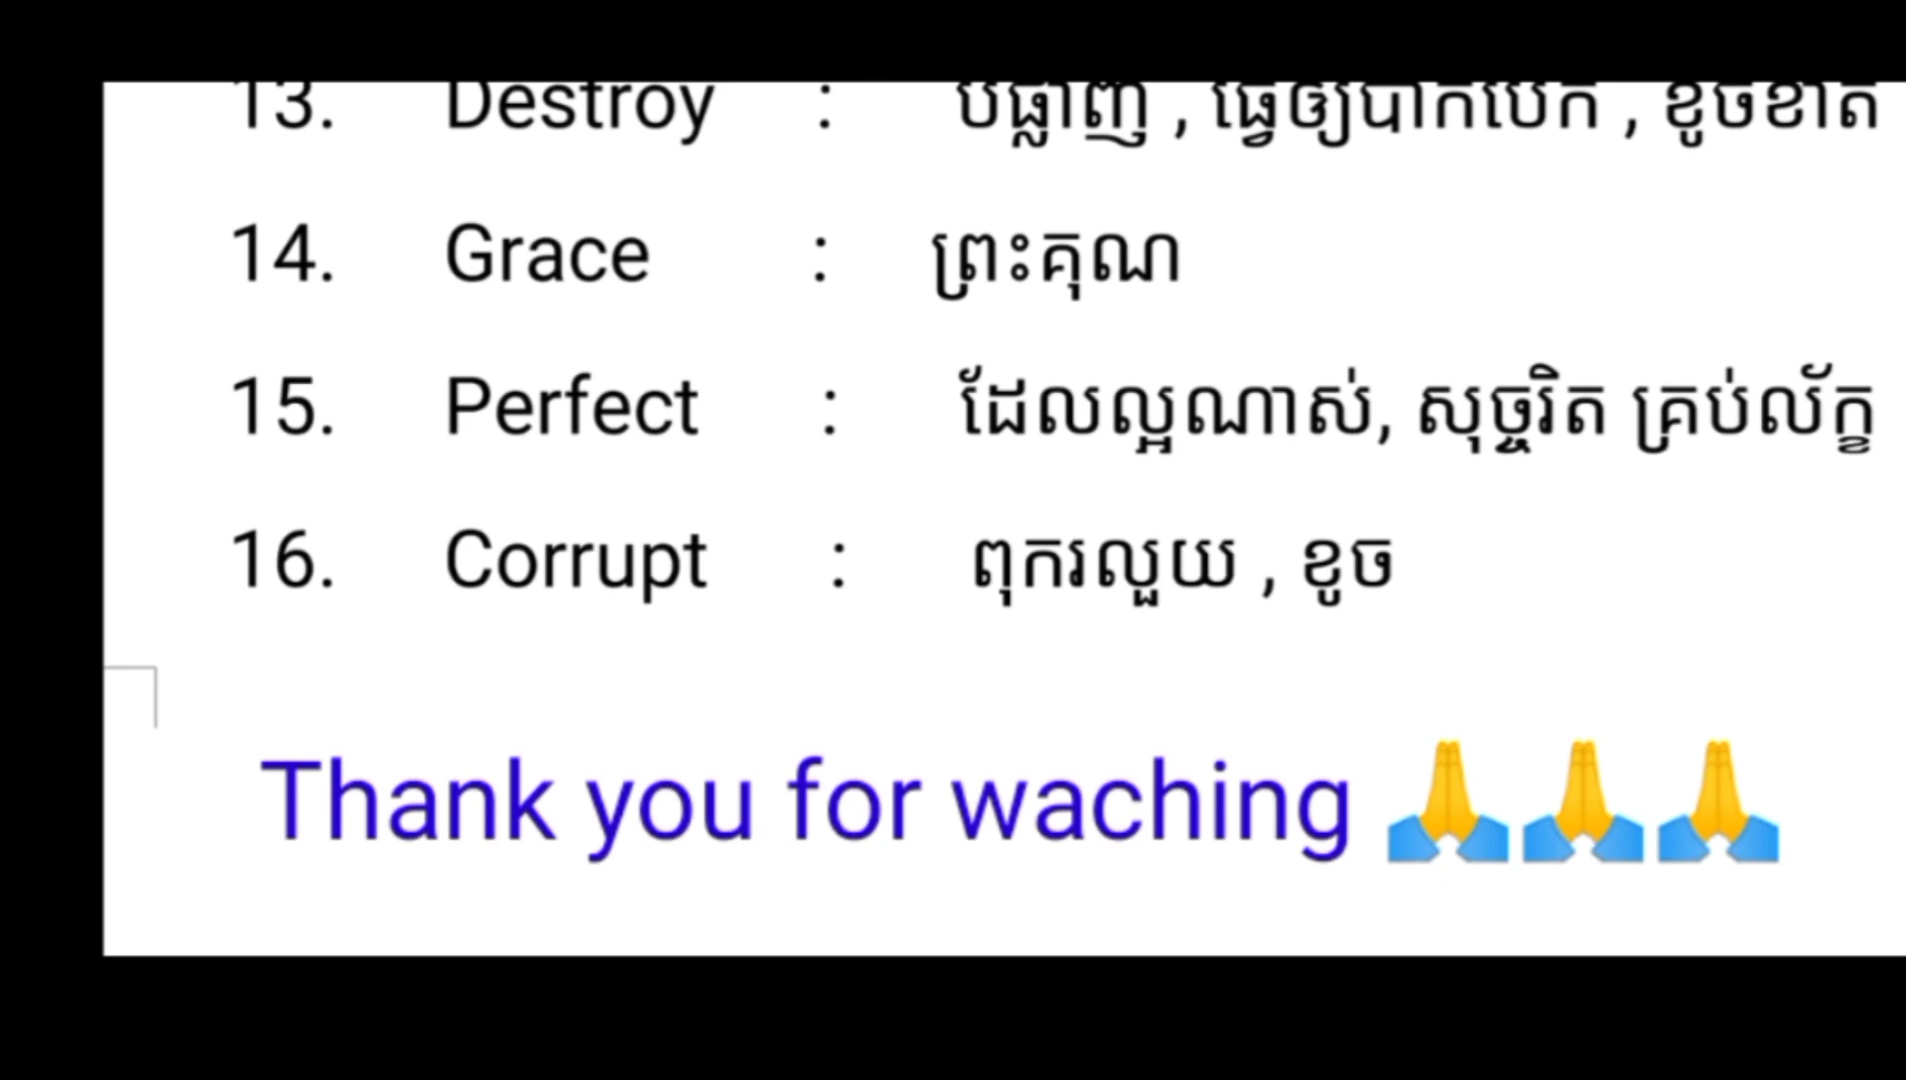 13. Destroy : បំផ្លាញ , ធ្វើឲ្យបាក់បែក , ខូចខាត
14. Grace : ព្រះគុណ
15. Perfect : ដែលល្អណាស់, សុច្ចរិត គ្រប់ល័ក្ខ
16. Corrupt : ពុករលួយ , ខូច
Thank you for waching 🙏🙏🙏